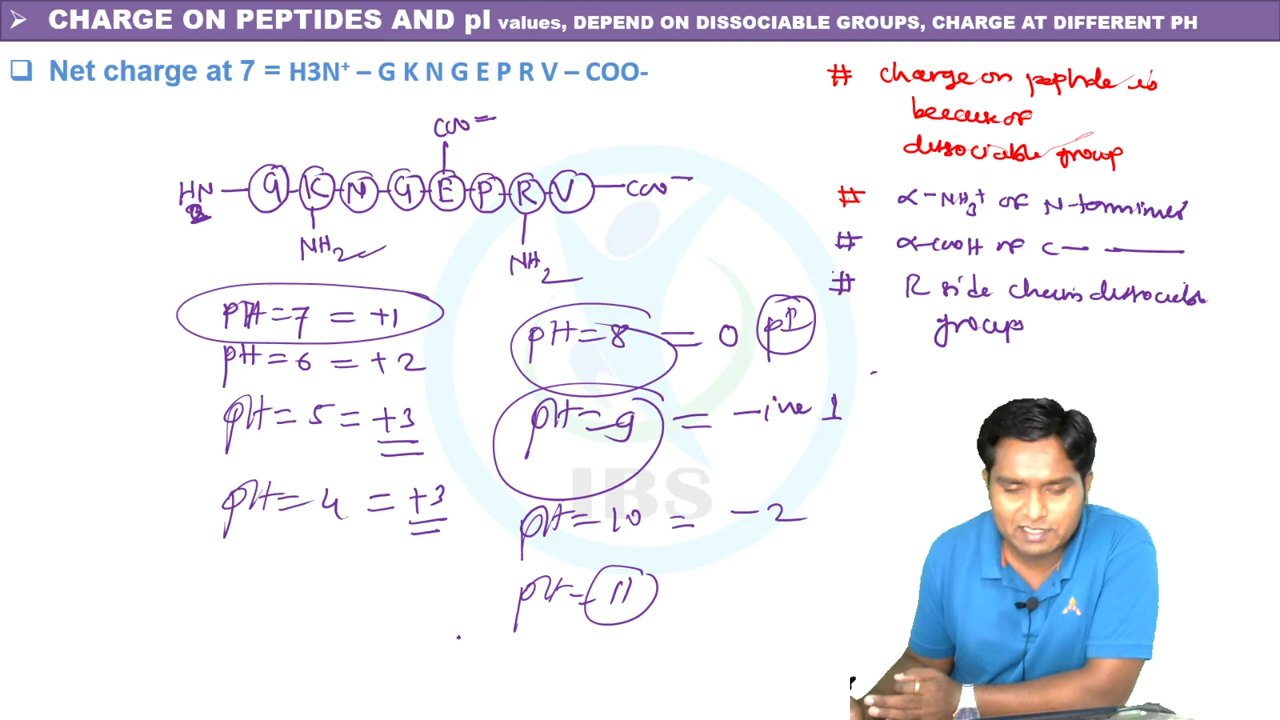 CHARGE ON PEPTIDES AND pI values, DEPEND ON DISSOCIABLE GROUPS, CHARGE AT DIFFERENT PH
Net charge at 7 = H3N⁺ – G K N G E P R V – COO-
# charge on peptide is
because of
dissociable group
# α-NH₃⁺ of N-terminus
# α-COOH of C—
# R side chains dissociable
groups
COO⁻
HN G K N G E P R V COO⁻
NH₂ NH₂
pH=7 = +1
pH=6 = +2
pH=5 = +3
pH=4 = +3
pH=8 = 0 pI
pH=9 = -ive 1
pH=10 = -2
pH=11
IBS